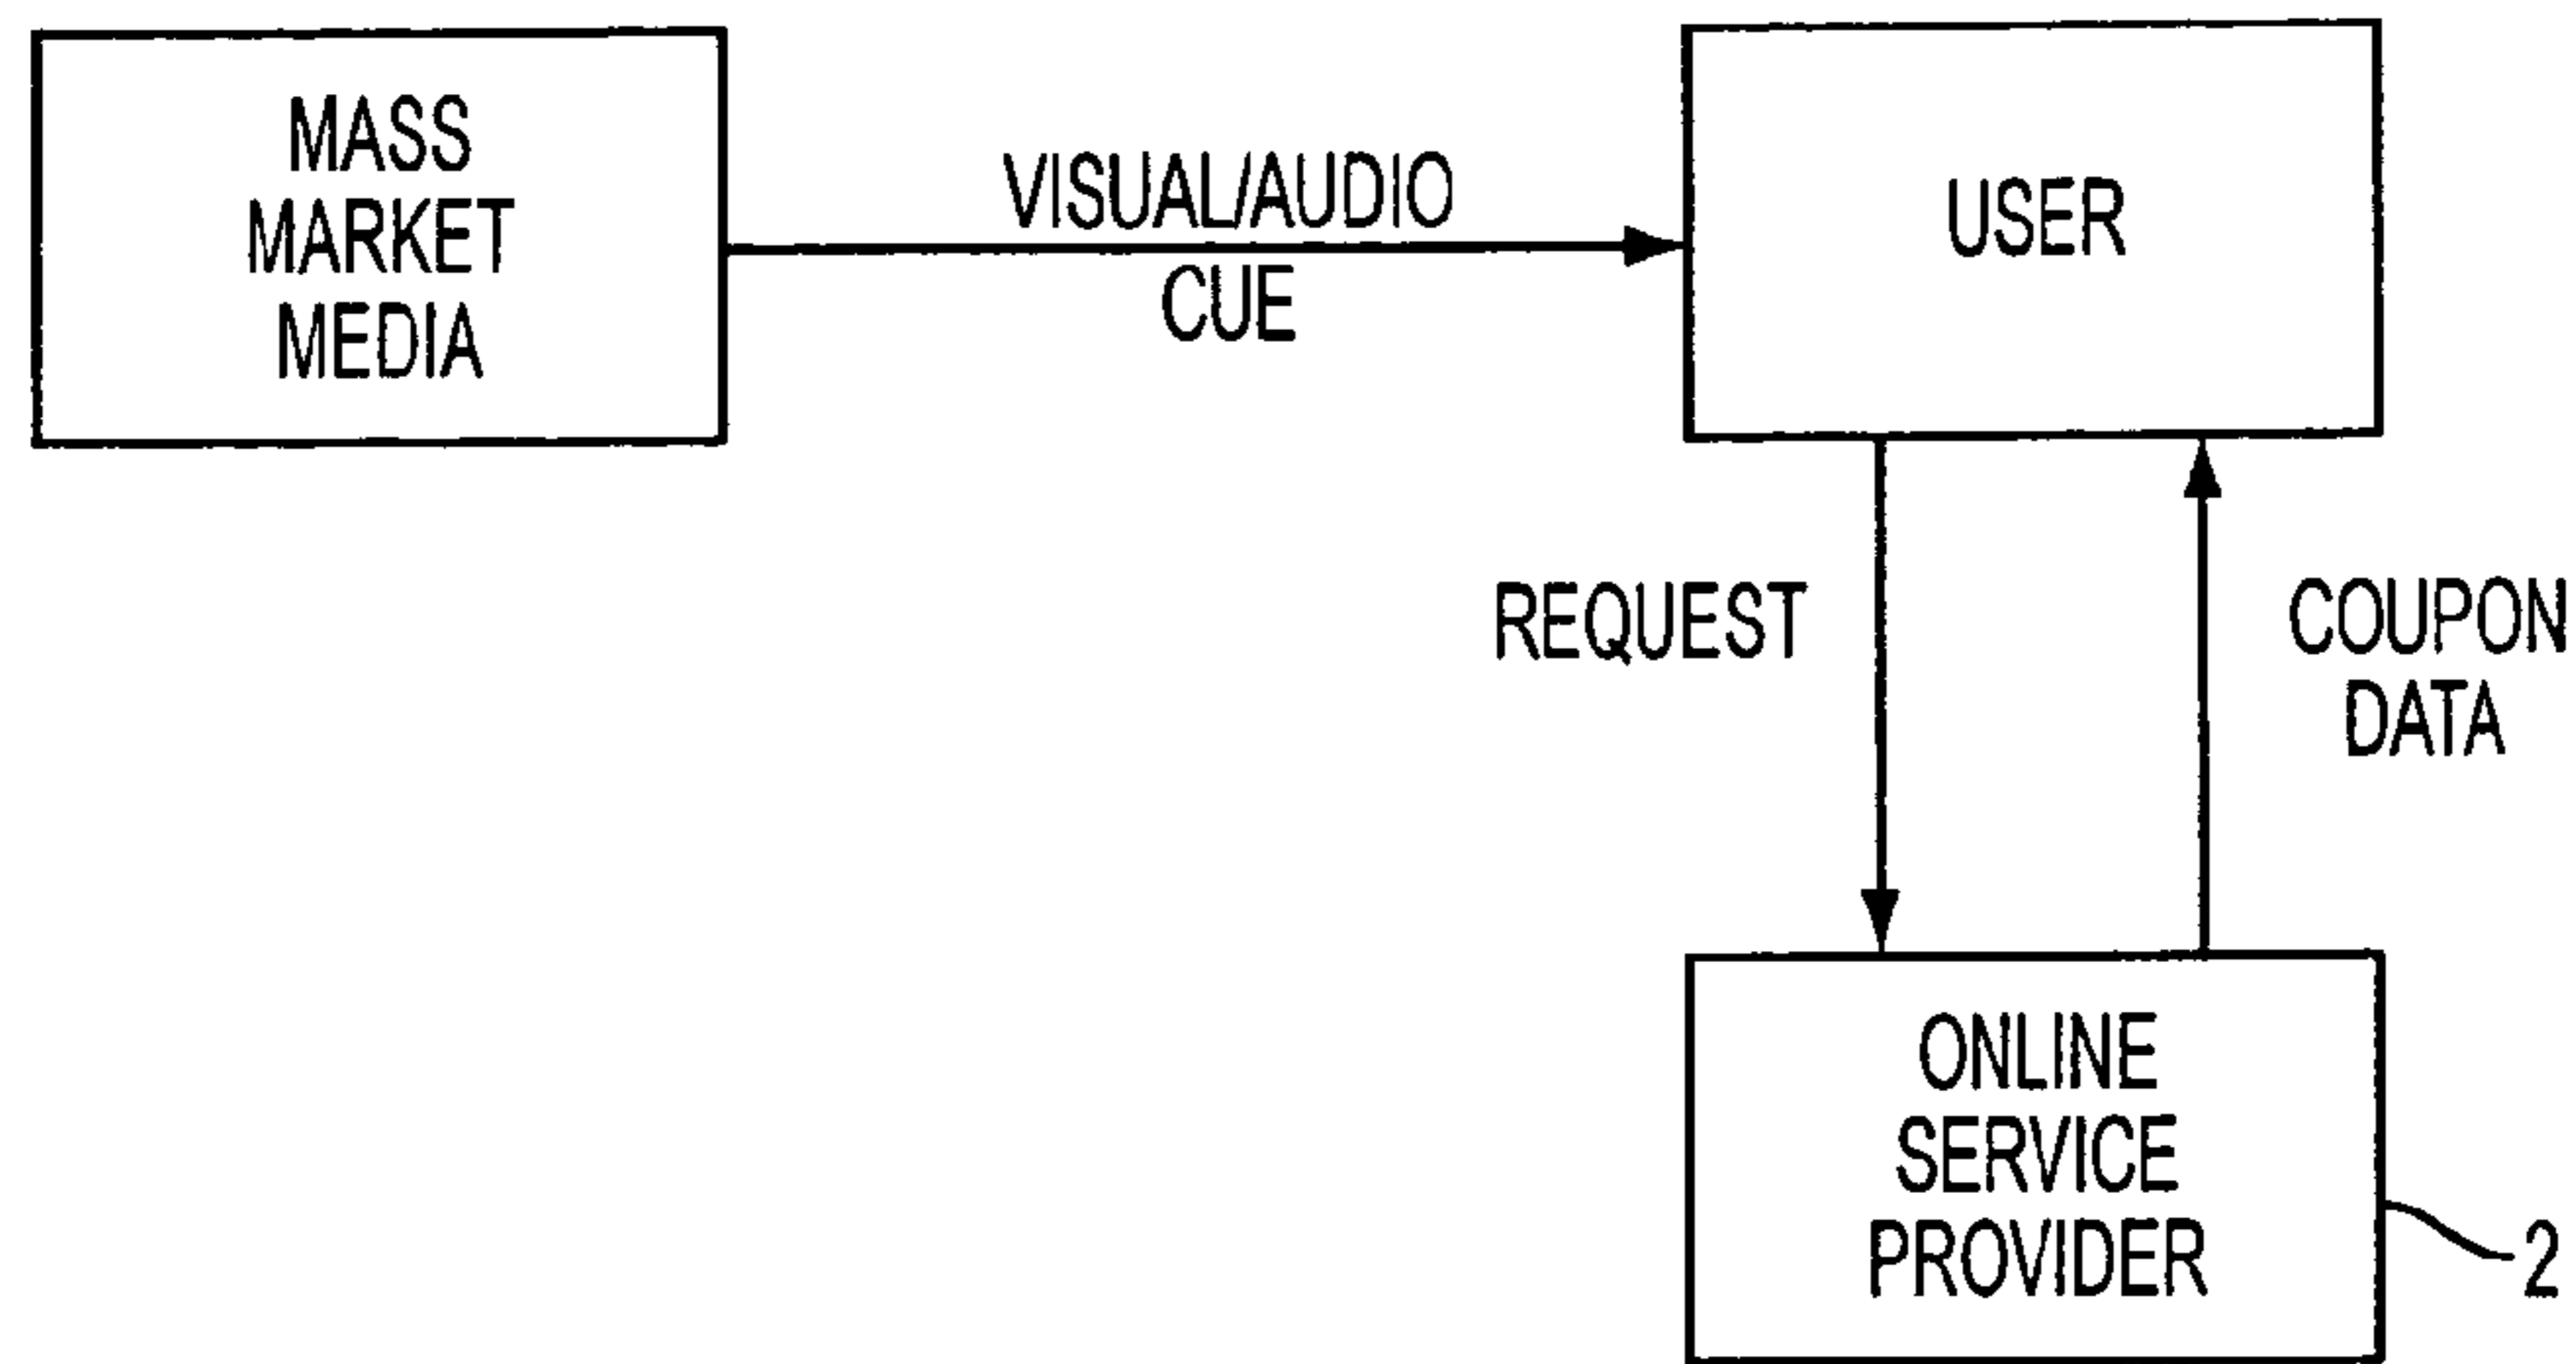 MASS
MARKET
MEDIA
VISUAL/AUDIO
CUE
USER
REQUEST
COUPON
DATA
ONLINE
SERVICE
PROVIDER
2